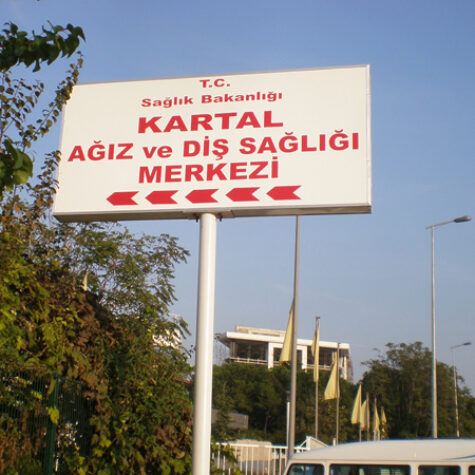 T.C.
Sağlık Bakanlığı
KARTAL
AĞIZ ve DİŞ SAĞLIĞI
MERKEZİ